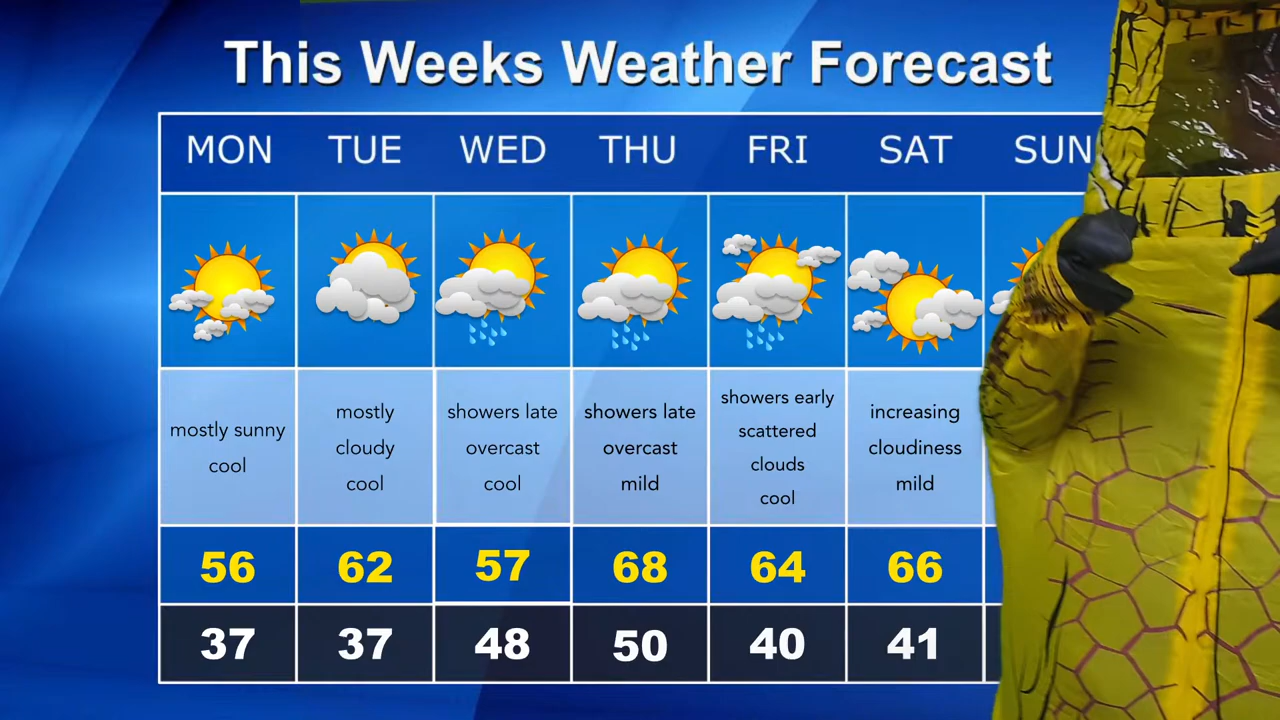 This Weeks Weather Forecast
MON TUE WED THU FRI SAT SUN
mostly sunny
cool
mostly
cloudy
cool
showers late
overcast
cool
showers late
overcast
mild
showers early
scattered
clouds
cool
increasing
cloudiness
mild
56 62 57 68 64 66
37 37 48 50 40 41